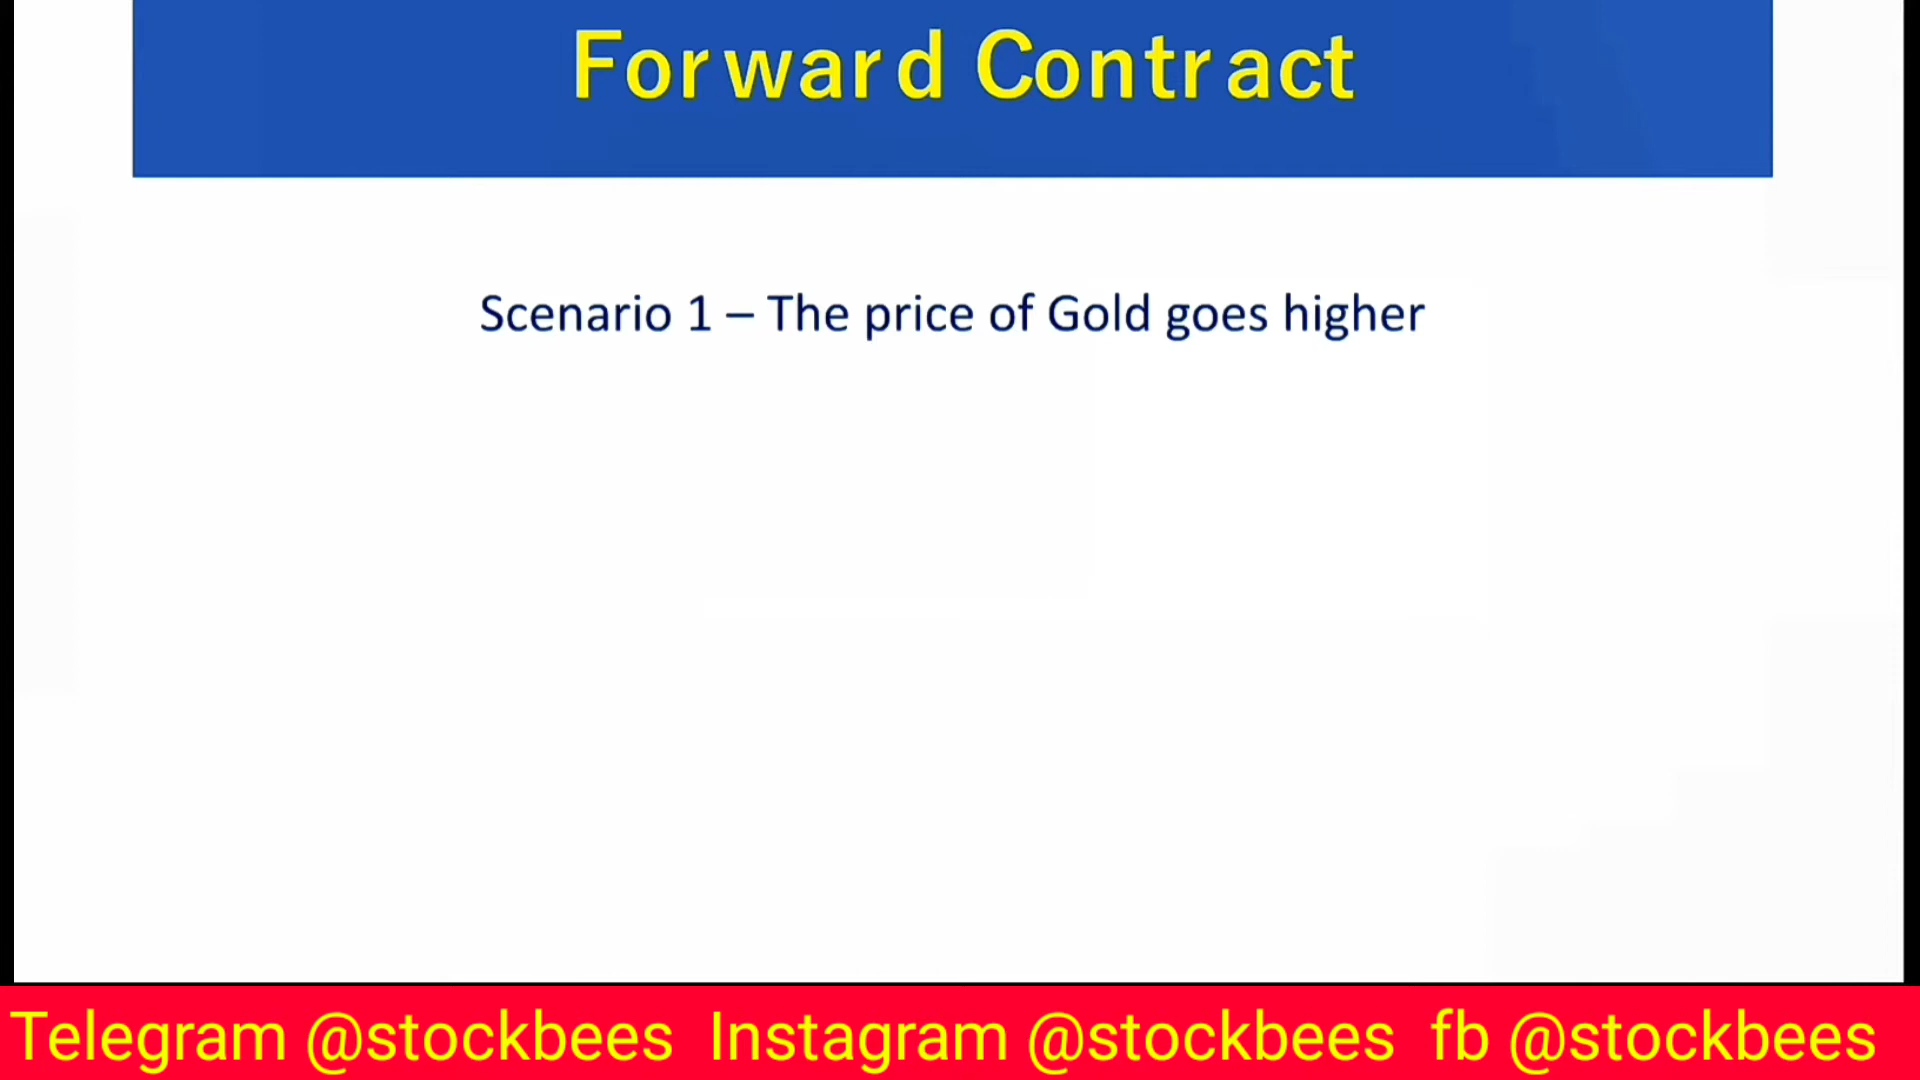 Forward Contract
Scenario 1 – The price of Gold goes higher
Telegram @stockbees Instagram @stockbees fb @stockbees